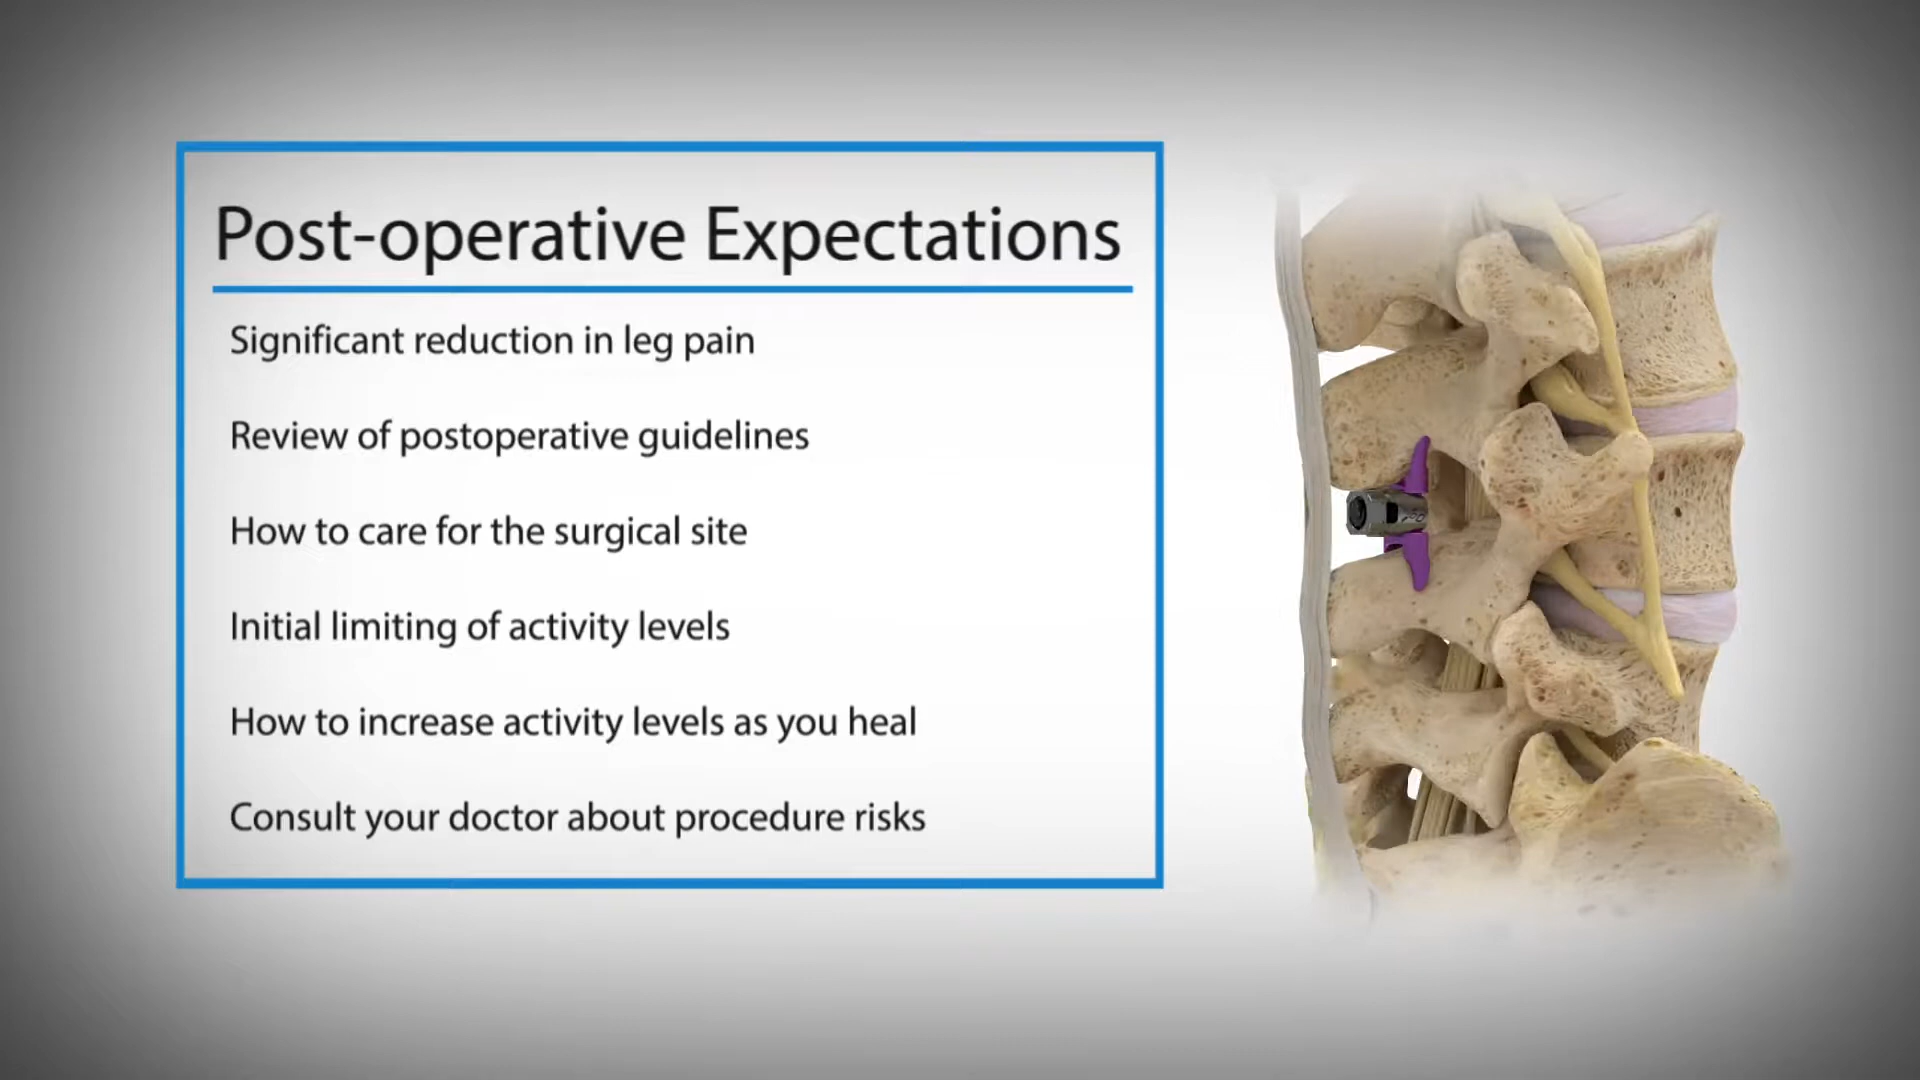 Post-operative Expectations
Significant reduction in leg pain
Review of postoperative guidelines
How to care for the surgical site
Initial limiting of activity levels
How to increase activity levels as you heal
Consult your doctor about procedure risks